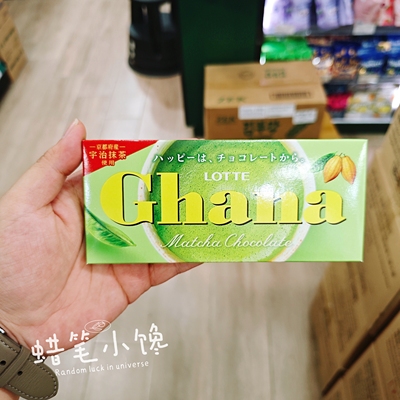 京都府産
宇治抹茶
使用
ハッピーは、チョコレートから。
LOTTE
Ghana
Matcha Chocolate
蜡笔小馋
Random luck in universe